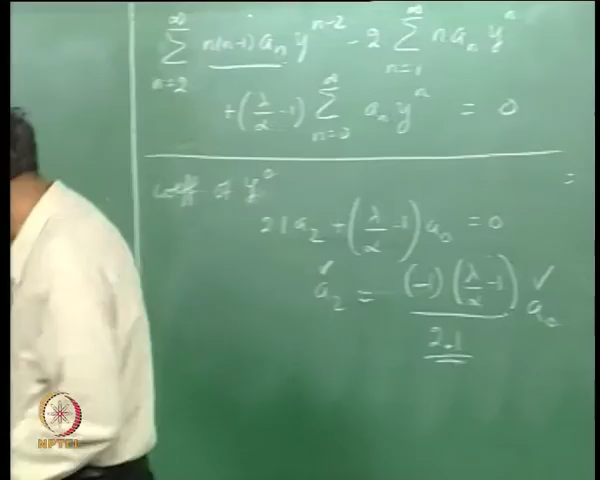 ∑_{n=2}^{∞} n(n-1) a_n y^{n-2} - 2 ∑_{n=1}^{∞} n a_n y^n
+ (λ/α - 1) ∑_{n=0}^{∞} a_n y^n = 0
=
coeff of y^0
2 1 a_2 + (λ/α - 1) a_0 = 0
a_2 = (-1) (λ/α - 1) / 2.1 a_0
NPTEL